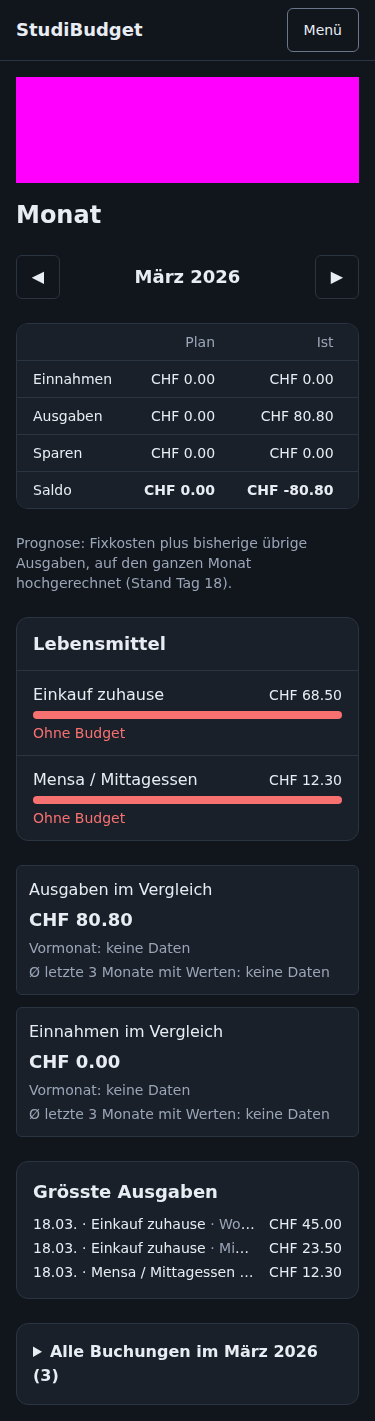 StudiBudget
Menü
Monat
◀ März 2026 ▶
Plan Ist
Einnahmen CHF 0.00 CHF 0.00
Ausgaben CHF 0.00 CHF 80.80
Sparen CHF 0.00 CHF 0.00
Saldo CHF 0.00 CHF -80.80
Prognose: Fixkosten plus bisherige übrige
Ausgaben, auf den ganzen Monat
hochgerechnet (Stand Tag 18).
Lebensmittel
Einkauf zuhause CHF 68.50
Ohne Budget
Mensa / Mittagessen CHF 12.30
Ohne Budget
Ausgaben im Vergleich
CHF 80.80
Vormonat: keine Daten
Ø letzte 3 Monate mit Werten: keine Daten
Einnahmen im Vergleich
CHF 0.00
Vormonat: keine Daten
Ø letzte 3 Monate mit Werten: keine Daten
Grösste Ausgaben
18.03. · Einkauf zuhause · Wo… CHF 45.00
18.03. · Einkauf zuhause · Mi… CHF 23.50
18.03. · Mensa / Mittagessen … CHF 12.30
▶ Alle Buchungen im März 2026
(3)